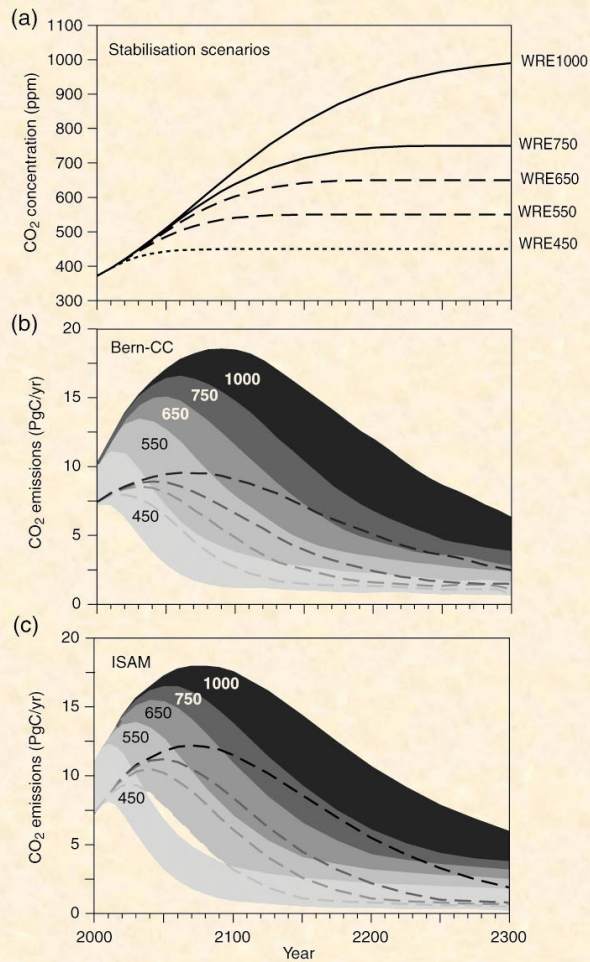 (a)
1100
1000
900
800
700
600
500
400
300
CO₂ concentration (ppm)
Stabilisation scenarios
WRE1000
WRE750
WRE650
WRE550
WRE450
(b)
20
15
10
5
0
CO₂ emissions (PgC/yr)
Bern-CC
1000
750
650
550
450
(c)
20
15
10
5
0
CO₂ emissions (PgC/yr)
ISAM
1000
750
650
550
450
2000 2100 2200 2300
Year